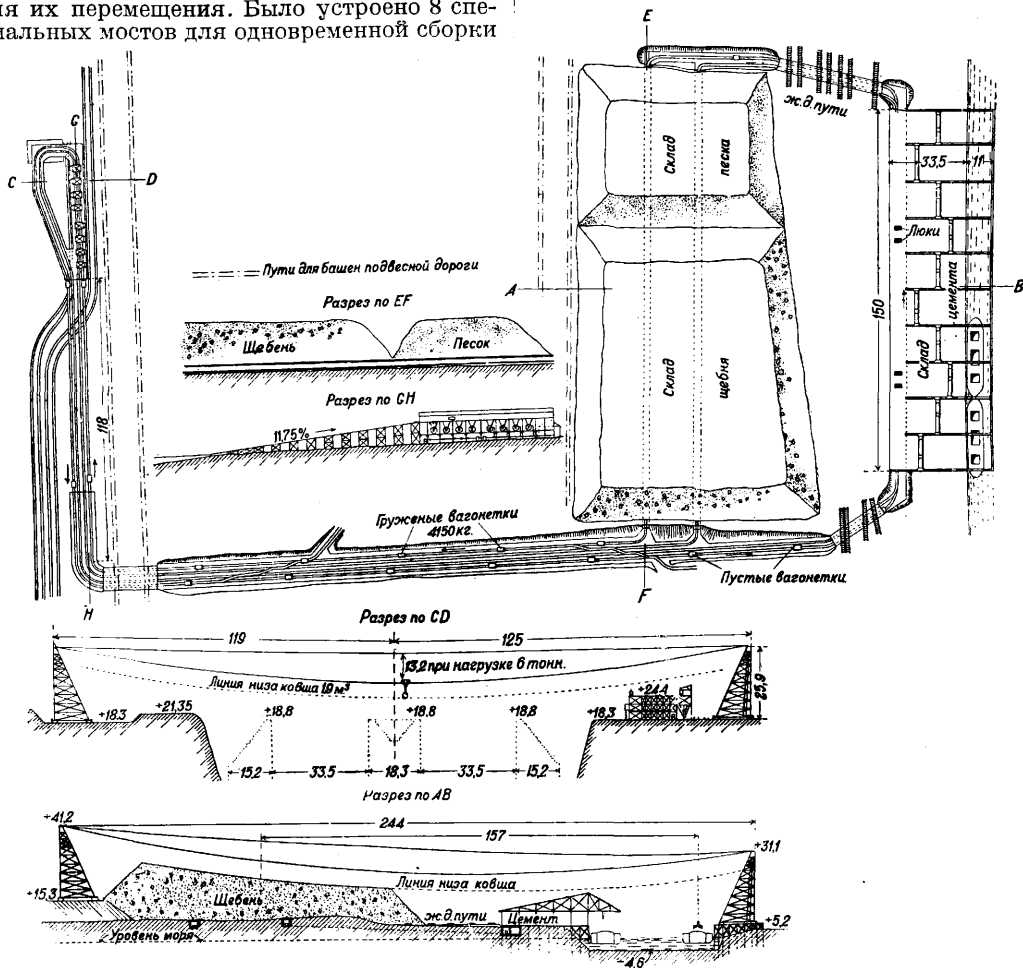 ия их перемещения. Было устроено 8 спе-
иальных мостов для одновременной сборки
E
ж.д. пути
G
C
D
Склад
песка
33,5
11
Люки
Пути для башен подвесной дороги
A
B
Разрез по EF
Щебень
Песок
150
Склад
цемента
Склад
щебня
118
Разрез по GH
11,75%
Груженые вагонетки
4150кг.
Пустые вагонетки
H
F
Разрез по CD
119
125
13,2 при нагрузке 6 тонн.
Линия низа ковша 1,9 м³
25,9
+18,3
+21,35
+18,8
+18,8
+18,8
+18,3
+24,4
15,2
33,5
18,3
33,5
15,2
Разрез по AB
+41,2
244
157
+31,1
Линия низа ковша
+15,3
Щебень
ж.д. пути
Цемент
+5,2
Уровень моря
-4,6